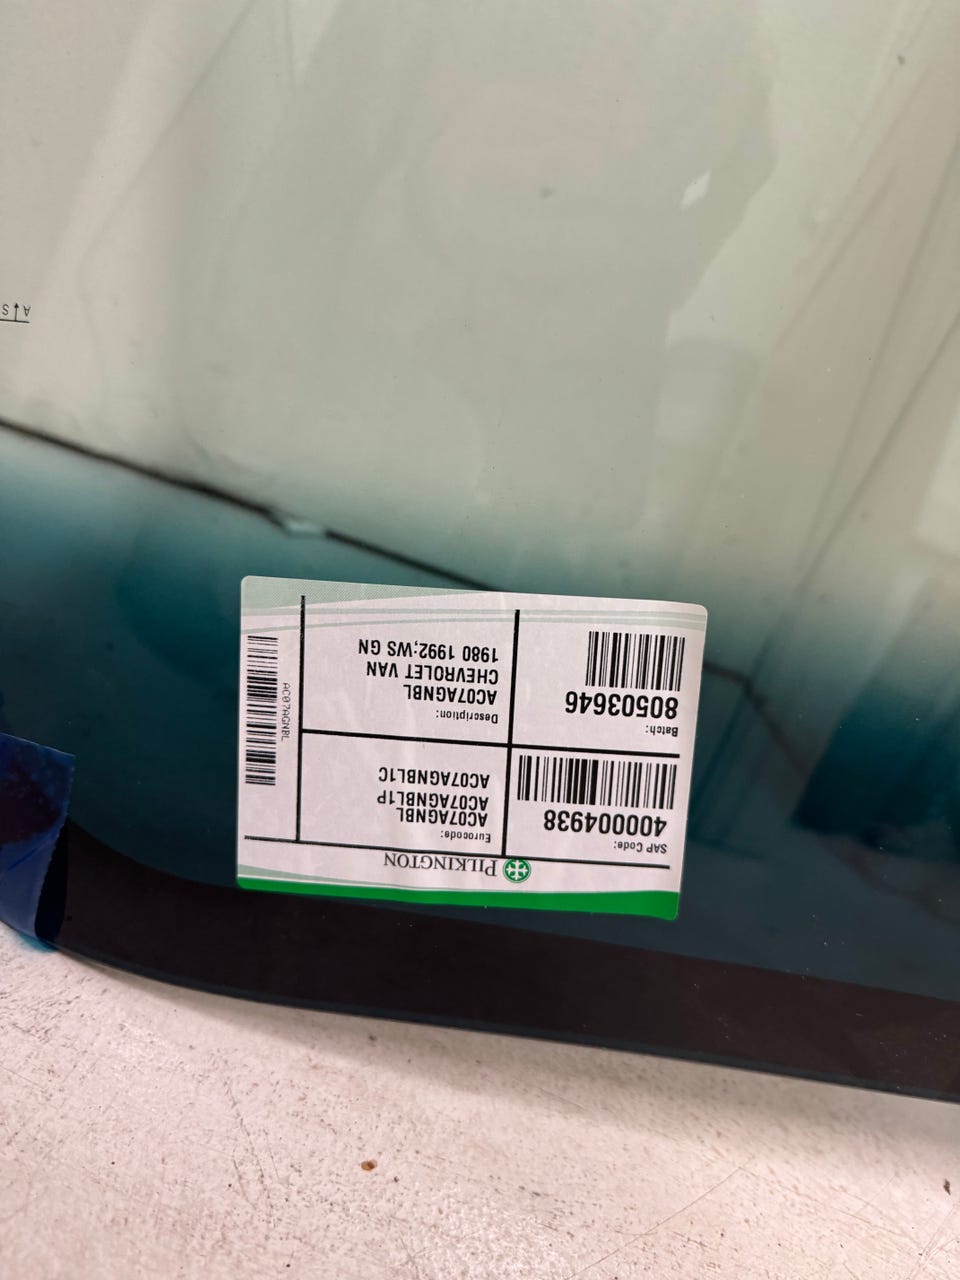 PILKINGTON
SAP Code:
400004938
Eurocode:
AC07AGNBL
AC07AGNBL1P
AC07AGNBL1C
Batch:
80503646
Description:
AC07AGNBL
CHEVROLET VAN
1980 1992;WS GN
AC07AGNBL
A↑S